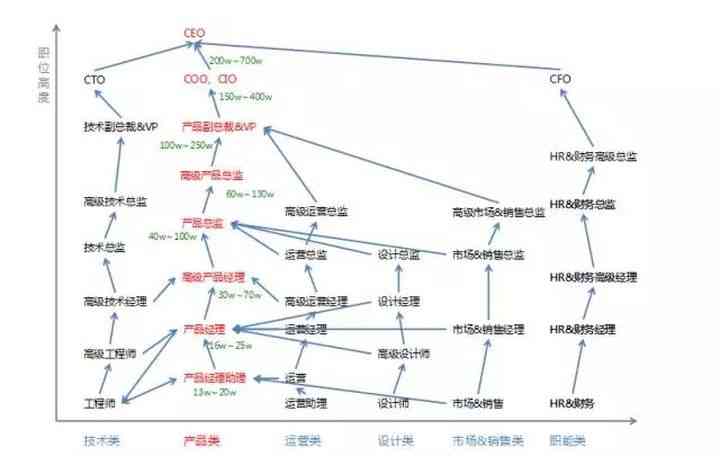 CEO
职位高度
200w~700w
CTO
COO、CIO
CFO
150w~400w
技术副总裁&VP
产品副总裁&VP
100w~250w
HR&财务高级总监
高级产品总监
60w~130w
高级技术总监
高级运营总监
高级市场&销售总监
HR&财务总监
产品总监
40w~100w
技术总监
运营总监
设计总监
市场&销售总监
高级产品经理
HR&财务高级经理
30w~70w
高级技术经理
高级运营经理
设计经理
产品经理
运营经理
市场&销售经理
HR&财务经理
16w~25w
高级工程师
高级设计师
产品经理助理
运营
13w~20w
工程师
运营助理
设计师
市场&销售
HR&财务
技术类
产品类
运营类
设计类
市场&销售类
职能类